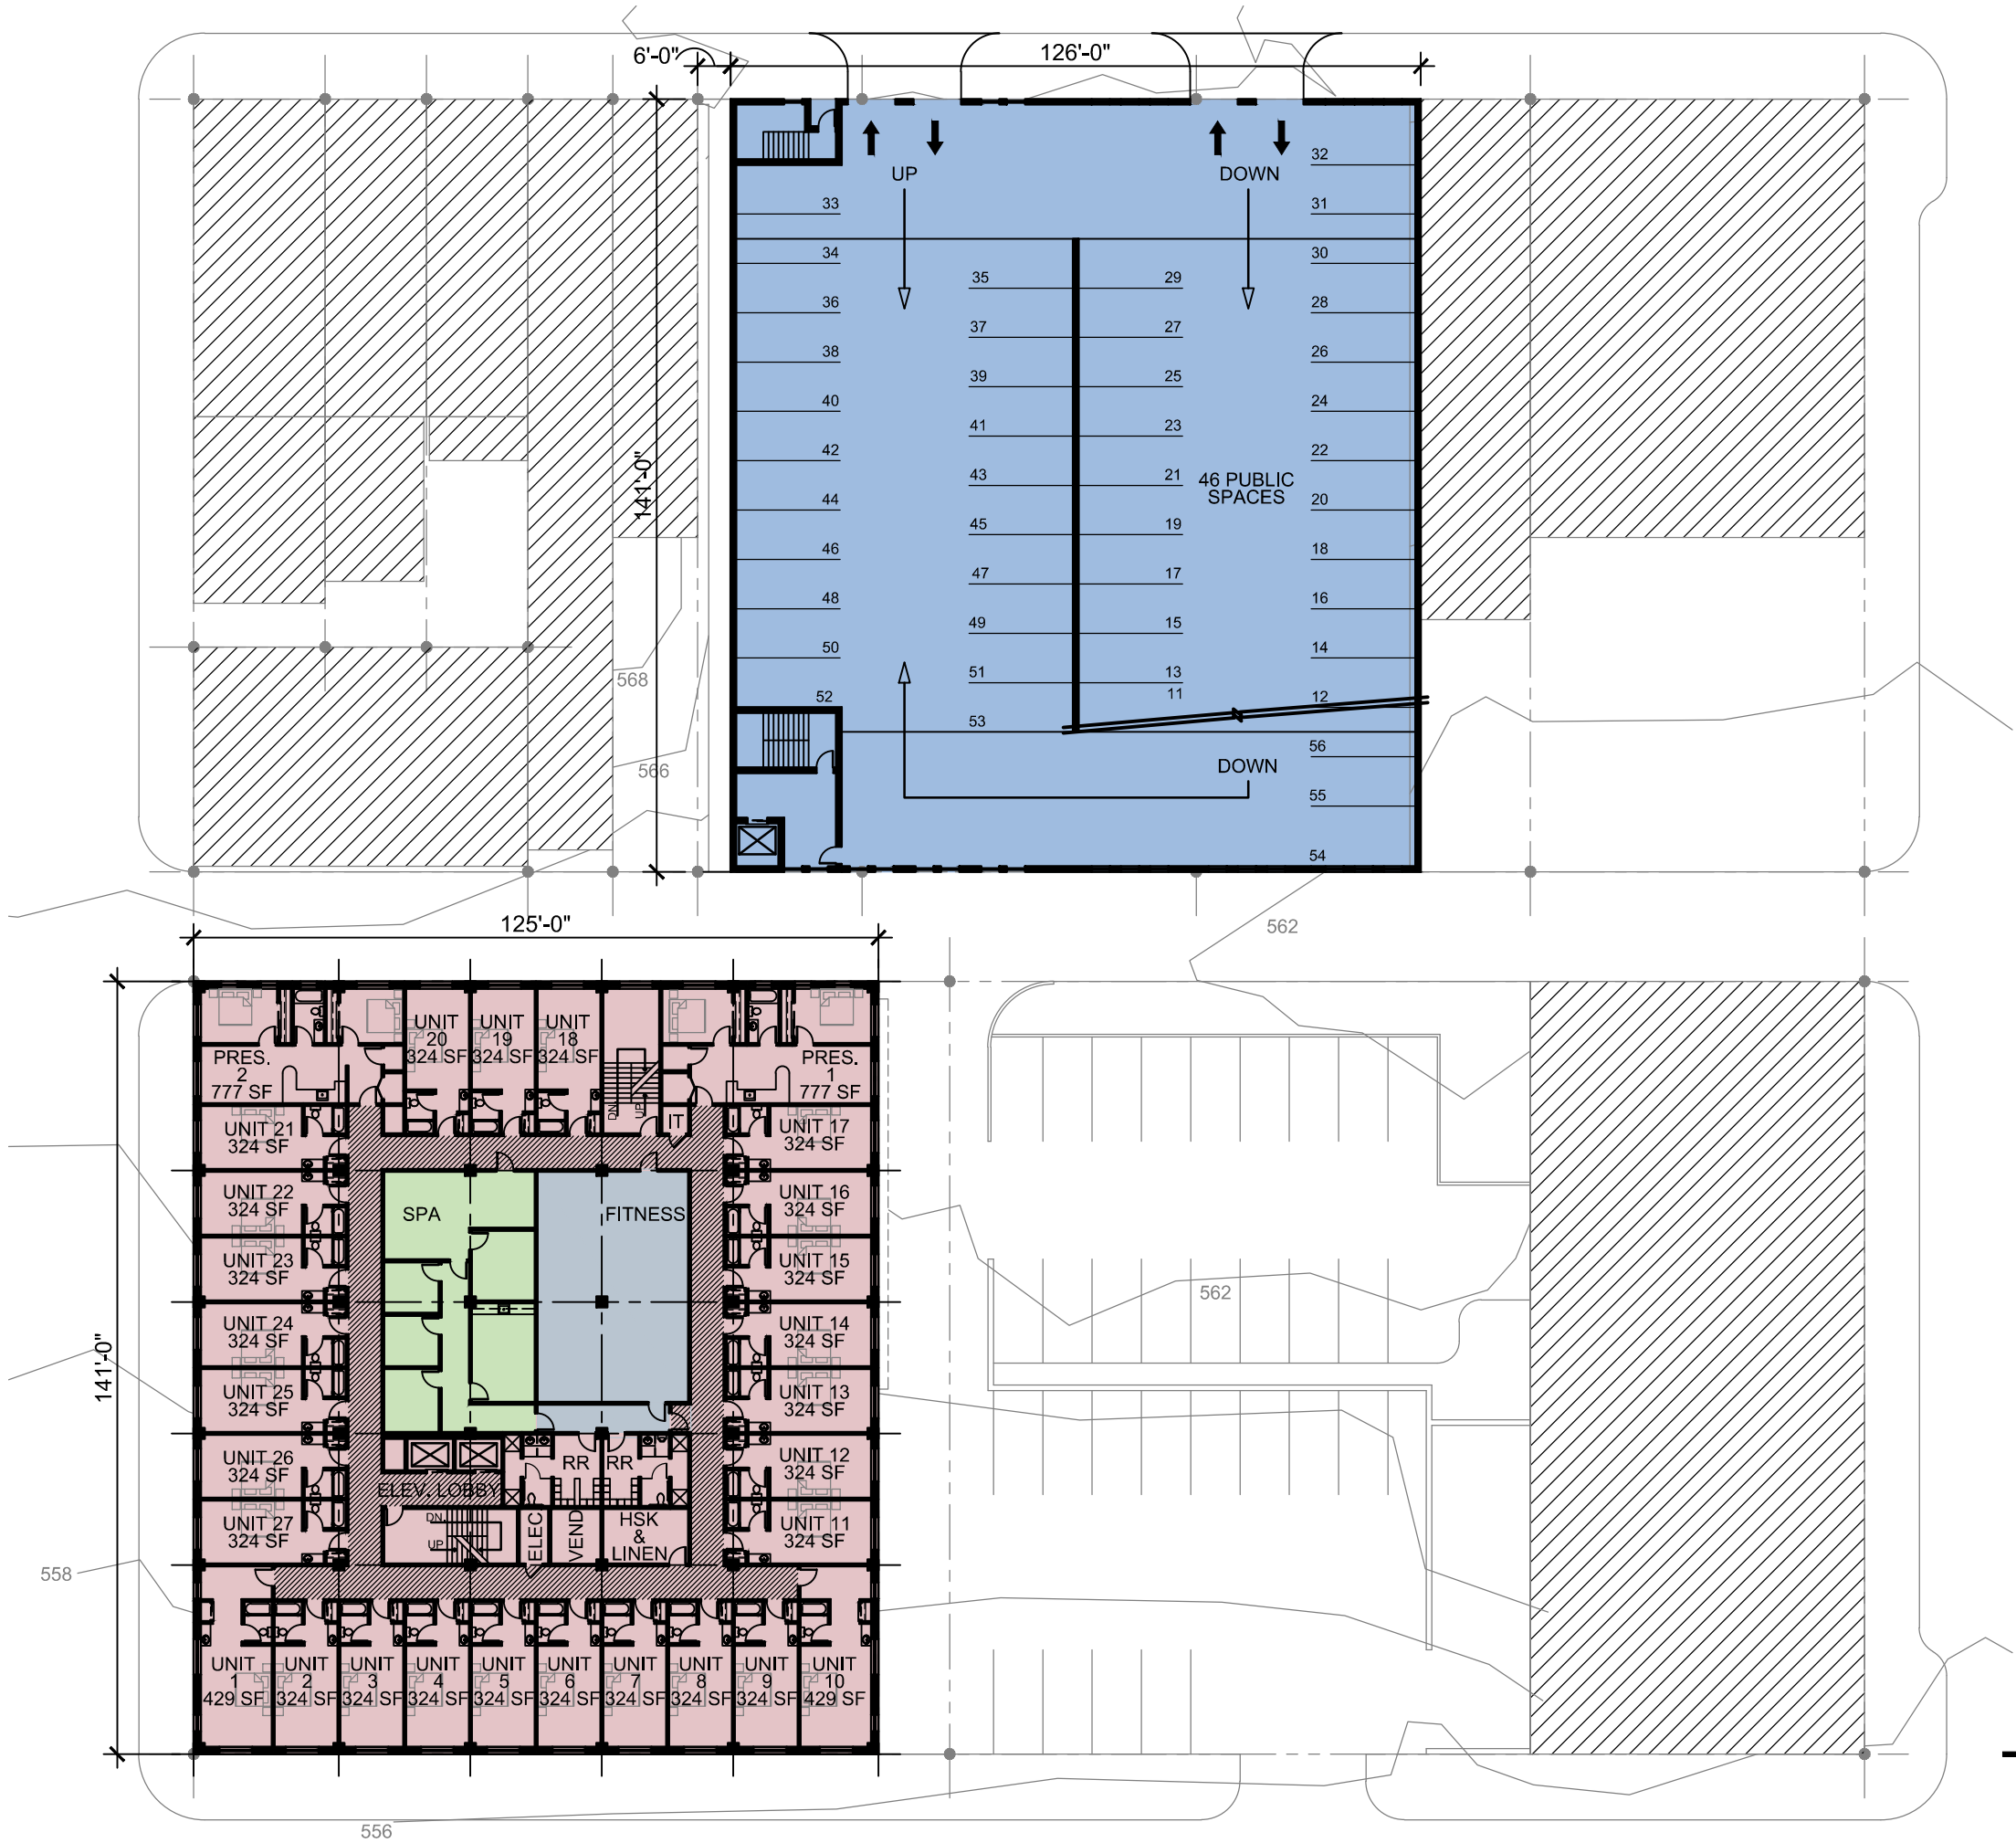 6'-0"
126'-0"
UP
DOWN
32
33
31
34
30
35
29
36
28
37
27
38
26
39
25
40
24
41
23
42
22
141'-0"
43
21
46 PUBLIC
SPACES
44
20
45
19
46
18
47
17
48
16
49
15
50
14
568
51
13
52
11
12
53
56
566
DOWN
55
54
125'-0"
562
UNIT
20
324 SF
UNIT
19
324 SF
UNIT
18
324 SF
PRES.
2
777 SF
PRES.
1
777 SF
DN
UP
IT
UNIT 21
324 SF
UNIT 17
324 SF
UNIT 22
324 SF
SPA
FITNESS
UNIT 16
324 SF
UNIT 23
324 SF
UNIT 15
324 SF
562
UNIT 24
324 SF
UNIT 14
324 SF
141'-0"
UNIT 25
324 SF
UNIT 13
324 SF
UNIT 26
324 SF
RR
RR
UNIT 12
324 SF
ELEV. LOBBY
UNIT 27
324 SF
DN
UP
ELEC
VEND
HSK
&
LINEN
UNIT 11
324 SF
558
UNIT
1
429 SF
UNIT
2
324 SF
UNIT
3
324 SF
UNIT
4
324 SF
UNIT
5
324 SF
UNIT
6
324 SF
UNIT
7
324 SF
UNIT
8
324 SF
UNIT
9
324 SF
UNIT
10
429 SF
556